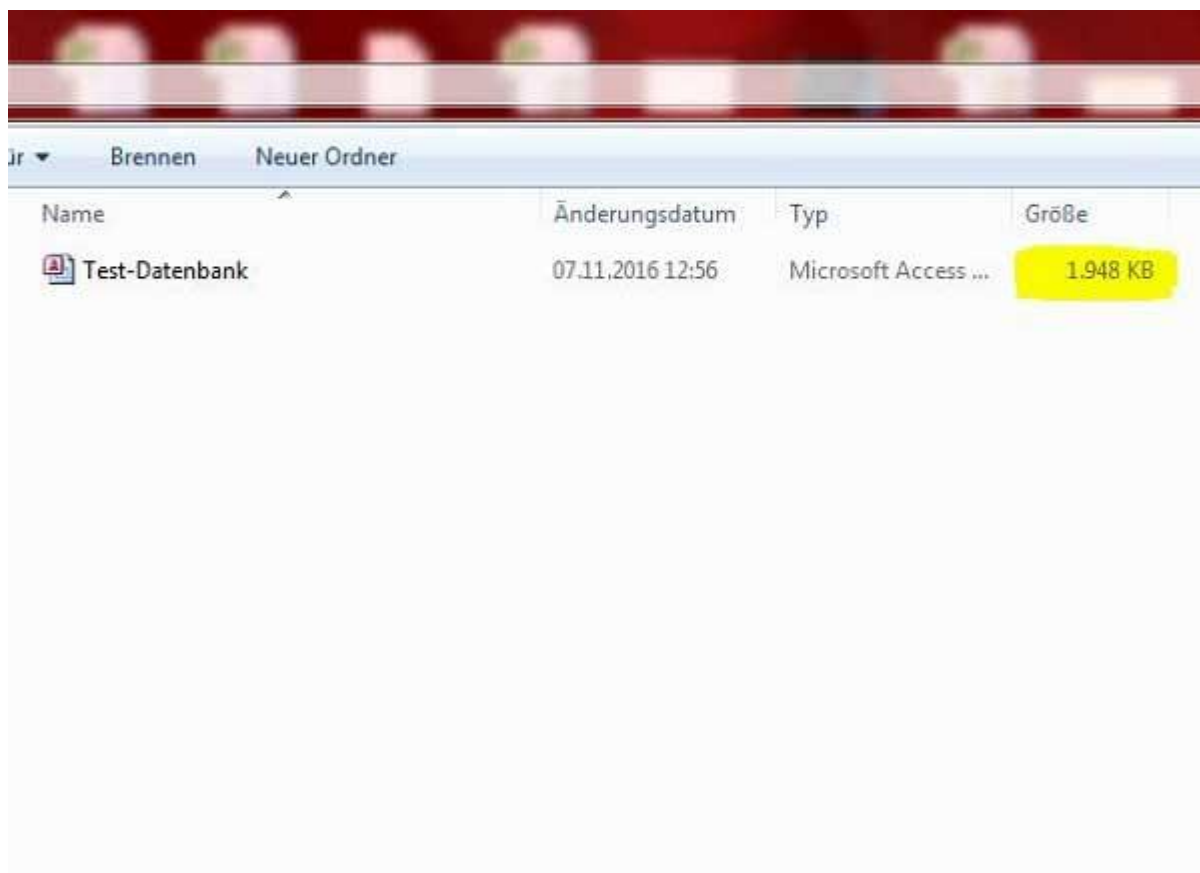 Brennen Neuer Ordner
Name Änderungsdatum Typ Größe
Test-Datenbank 07.11.2016 12:56 Microsoft Access ... 1.948 KB